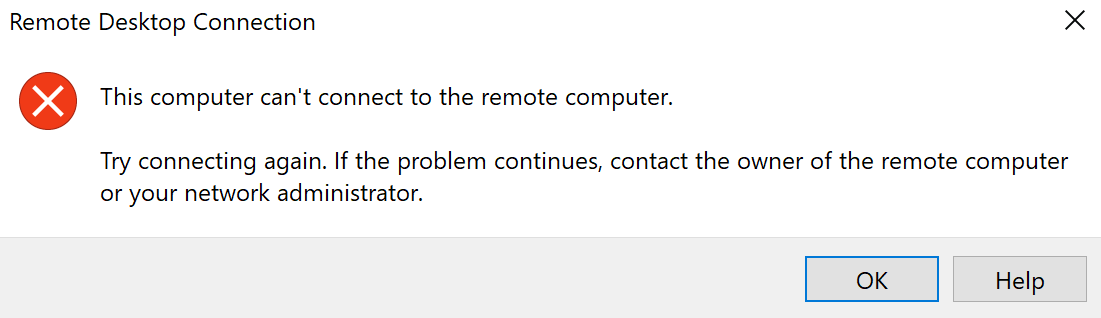 Remote Desktop Connection
This computer can't connect to the remote computer.
Try connecting again. If the problem continues, contact the owner of the remote computer
or your network administrator.
OK
Help